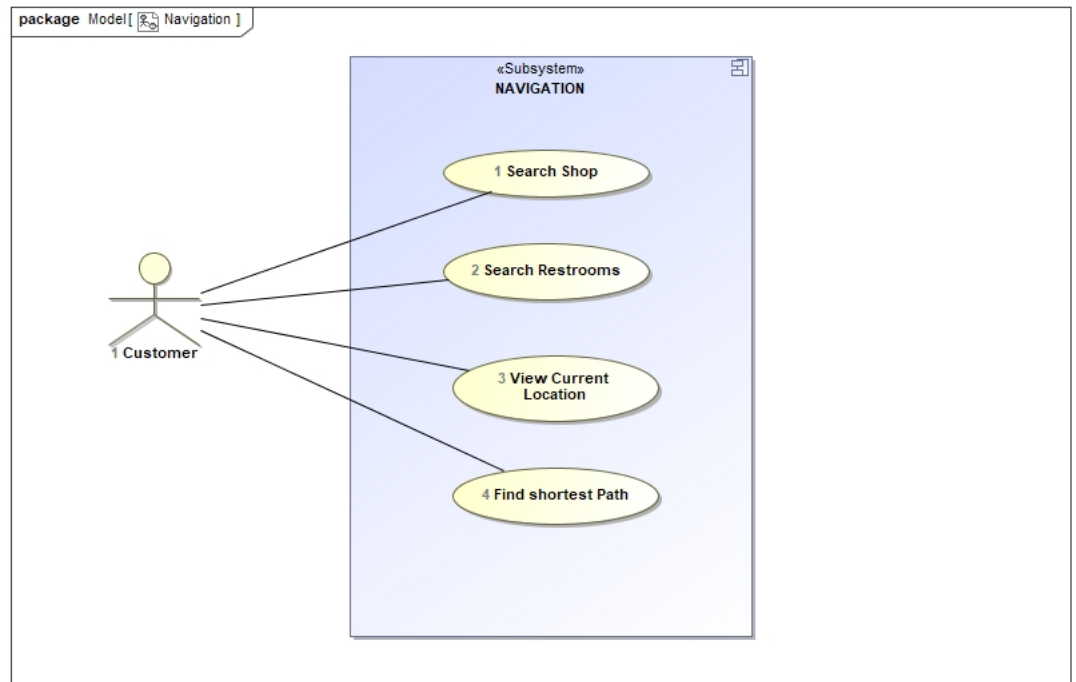 package Model[ Navigation ]
«Subsystem»
NAVIGATION
1 Search Shop
2 Search Restrooms
1 Customer
3 View Current
Location
4 Find shortest Path